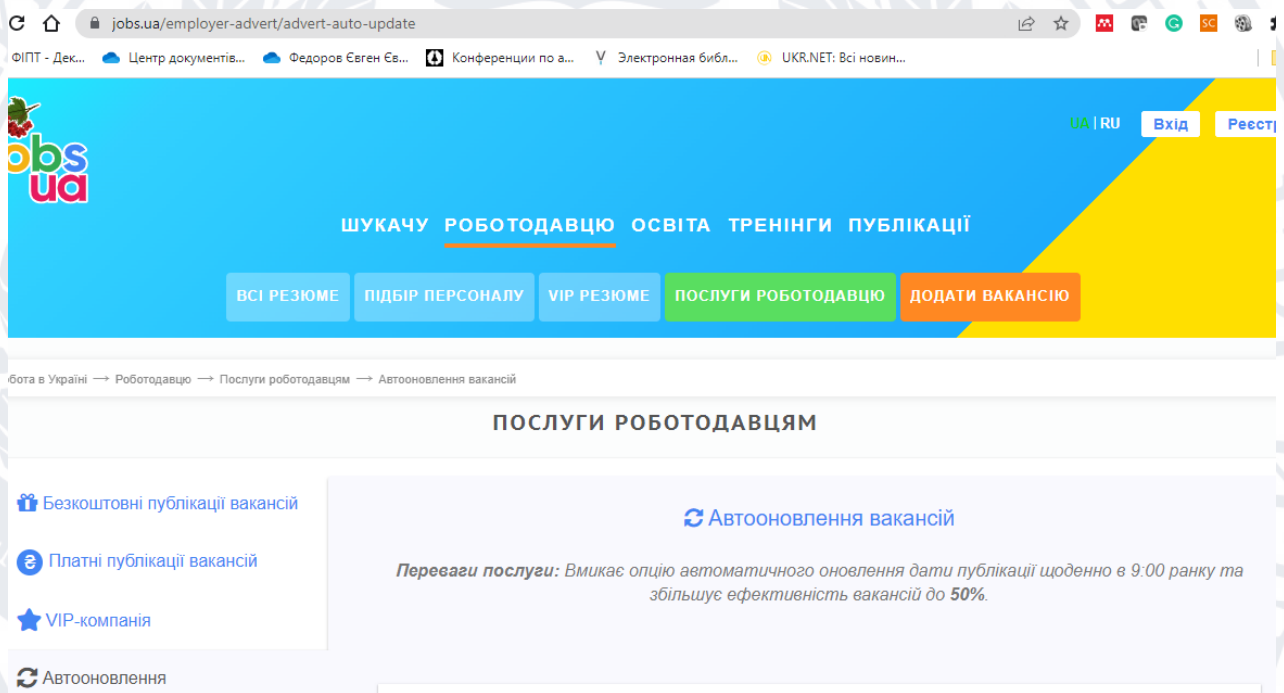 jobs.ua/employer-advert/advert-auto-update
ФІПТ - Дек... Центр документів... Федоров Євген Єв... Конференции по а... Электронная библ... UKR.NET: Всі новин...
jobs
ua
UA | RU Вхід Реєстр
ШУКАЧУ РОБОТОДАВЦЮ ОСВІТА ТРЕНІНГИ ПУБЛІКАЦІЇ
ВСІ РЕЗЮМЕ ПІДБІР ПЕРСОНАЛУ VIP РЕЗЮМЕ ПОСЛУГИ РОБОТОДАВЦЮ ДОДАТИ ВАКАНСІЮ
бота в Україні → Роботодавцю → Послуги роботодавцям → Автооновлення вакансій
ПОСЛУГИ РОБОТОДАВЦЯМ
Безкоштовні публікації вакансій
Платні публікації вакансій
VIP-компанія
Автооновлення
Автооновлення вакансій
Переваги послуги: Вмикає опцію автоматичного оновлення дати публікації щоденно в 9:00 ранку та
збільшує ефективність вакансій до 50%.